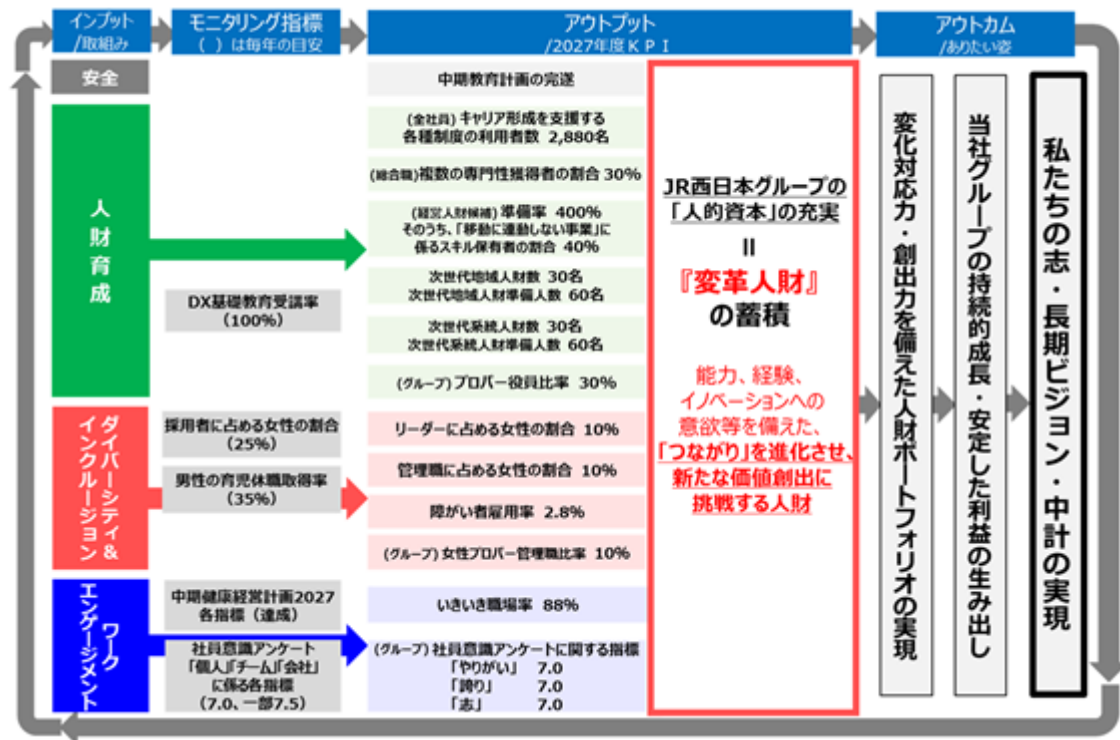 インプット
/取組み
モニタリング指標
( )は毎年の目安
アウトプット
/2027年度KPI
アウトカム
/ありたい姿
安全
中期教育計画の完遂
人財育成
(全社員)キャリア形成を支援する
各種制度の利用者数 2,880名
(総合職)複数の専門性獲得者の割合 30%
(経営人財候補)準備率 400%
そのうち、「移動に連動しない事業」に
係るスキル保有者の割合 40%
DX基礎教育受講率
(100%)
次世代地域人財数 30名
次世代地域人財準備人数 60名
次世代系統人財数 30名
次世代系統人財準備人数 60名
(グループ)プロパー役員比率 30%
ダイバーシティ&
インクルージョン
採用者に占める女性の割合
(25%)
男性の育児休職取得率
(35%)
リーダーに占める女性の割合 10%
管理職に占める女性の割合 10%
障がい者雇用率 2.8%
(グループ)女性プロパー管理職比率 10%
ワーク
エンゲージメント
中期健康経営計画2027
各指標(達成)
社員意識アンケート
「個人」「チーム」「会社」
に係る各指標
(7.0、一部7.5)
いきいき職場率 88%
(グループ)社員意識アンケートに関する指標
「やりがい」 7.0
「誇り」 7.0
「志」 7.0
JR西日本グループの
「人的資本」の充実
=
『変革人財』
の蓄積
能力、経験、
イノベーションへの
意欲等を備えた、
「つながり」を進化させ、
新たな価値創出に
挑戦する人財
変化対応力・創出力を備えた人財ポートフォリオの実現
当社グループの持続的成長・安定した利益の生み出し
私たちの志・長期ビジョン・中計の実現